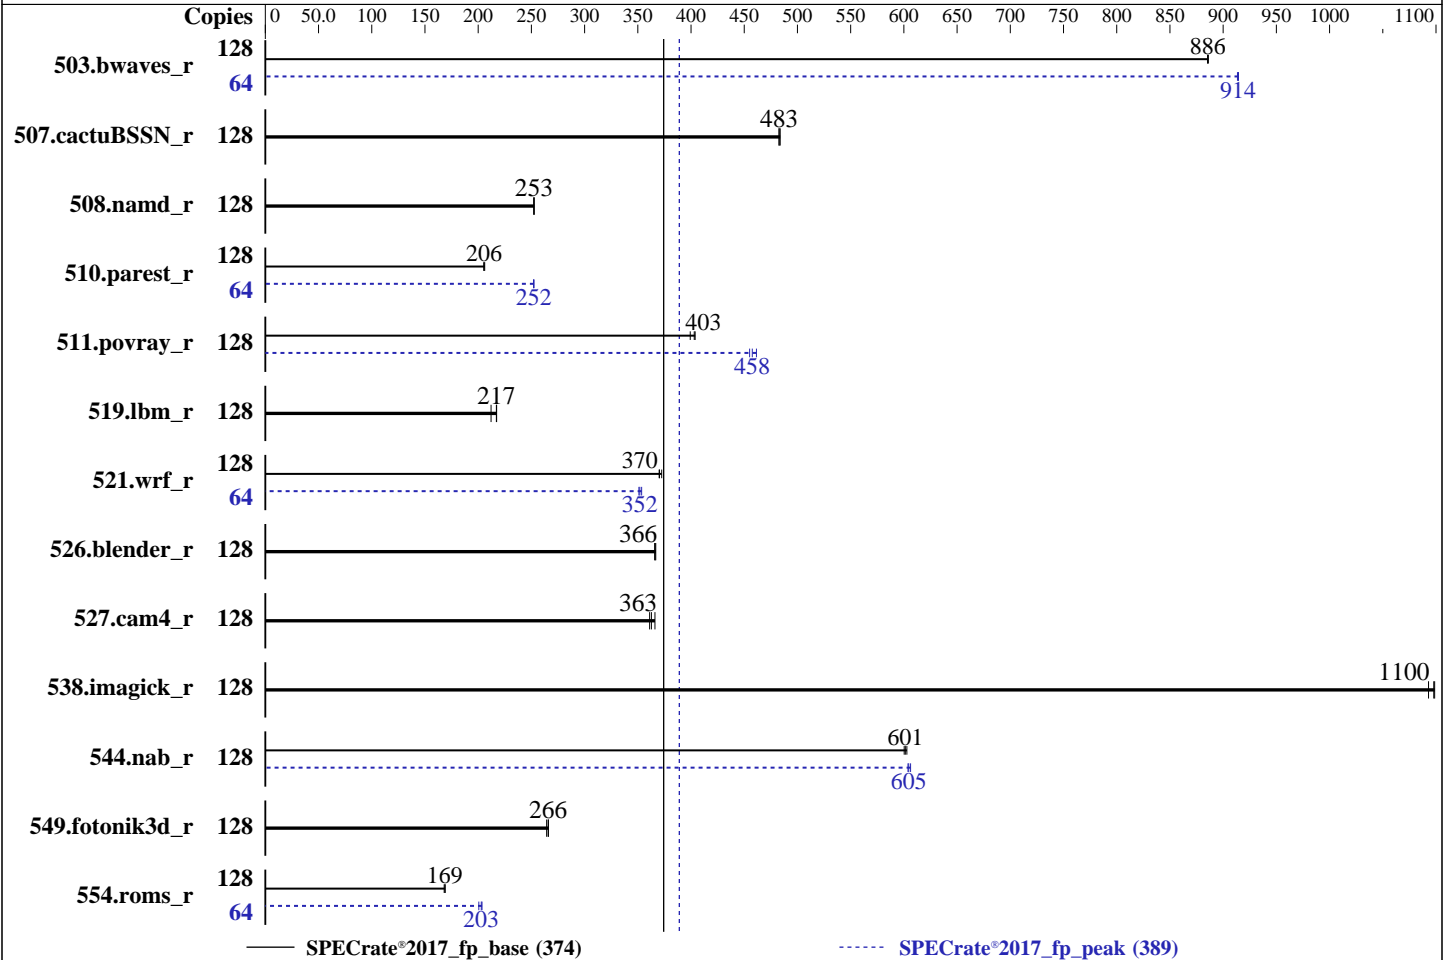 Copies 0 50.0 100 150 200 250 300 350 400 450 500 550 600 650 700 750 800 850 900 950 1000 1100
503.bwaves_r 128 886
64 914
507.cactuBSSN_r 128 483
508.namd_r 128 253
510.parest_r 128 206
64 252
511.povray_r 128 403
458
519.lbm_r 128 217
521.wrf_r 128 370
64 352
526.blender_r 128 366
527.cam4_r 128 363
538.imagick_r 128 1100
544.nab_r 128 601
605
549.fotonik3d_r 128 266
554.roms_r 128 169
64 203
SPECrate®2017_fp_base (374) SPECrate®2017_fp_peak (389)